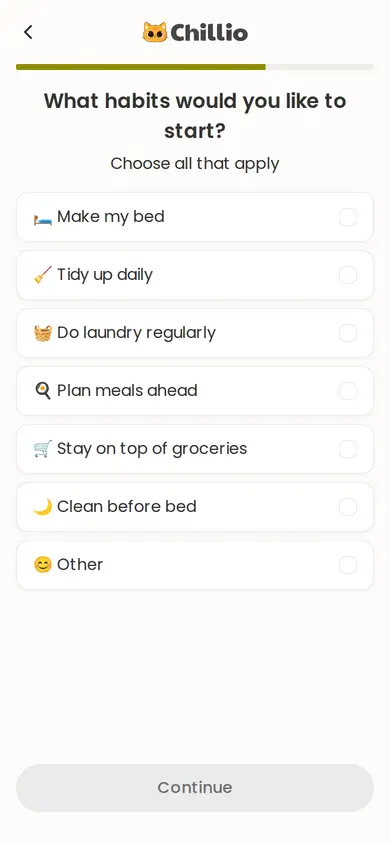 Chillio
What habits would you like to
start?
Choose all that apply
Make my bed
Tidy up daily
Do laundry regularly
Plan meals ahead
Stay on top of groceries
Clean before bed
Other
Continue